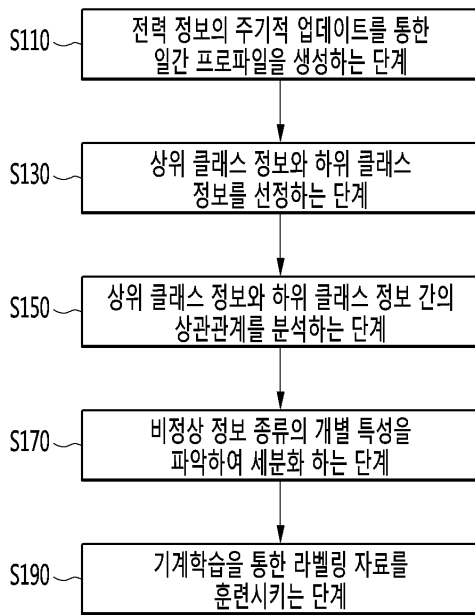 S110
전력 정보의 주기적 업데이트를 통한
일간 프로파일을 생성하는 단계
S130
상위 클래스 정보와 하위 클래스
정보를 선정하는 단계
S150
상위 클래스 정보와 하위 클래스 정보 간의
상관관계를 분석하는 단계
S170
비정상 정보 종류의 개별 특성을
파악하여 세분화 하는 단계
S190
기계학습을 통한 라벨링 자료를
훈련시키는 단계